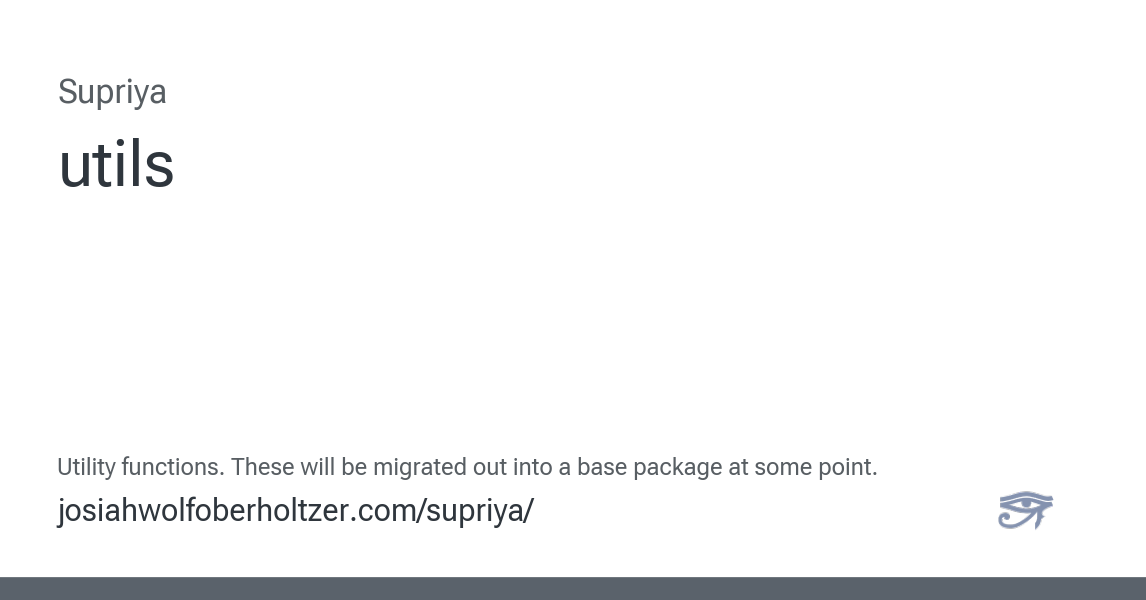 Supriya
utils
Utility functions. These will be migrated out into a base package at some point.
josiahwolfoberholtzer.com/supriya/